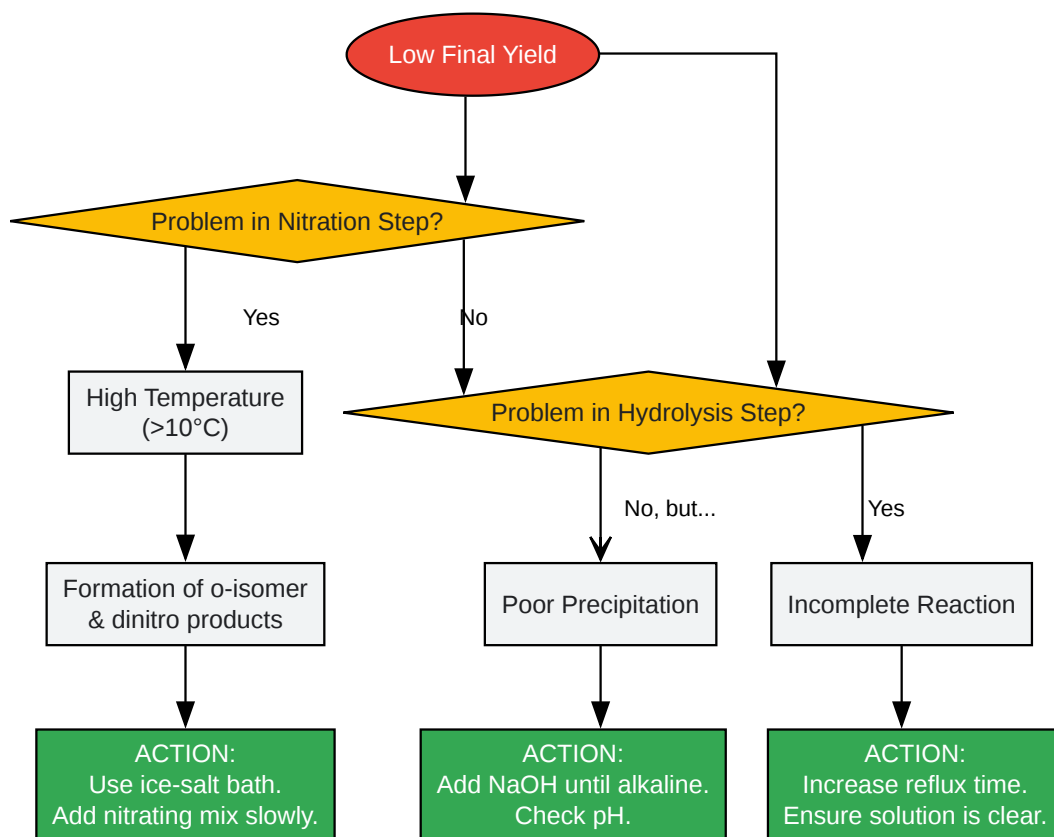 Low Final Yield
Problem in Nitration Step?
Yes
No
High Temperature
(>10°C)
Problem in Hydrolysis Step?
No, but...
Yes
Formation of o-isomer
& dinitro products
Poor Precipitation
Incomplete Reaction
ACTION:
Use ice-salt bath.
Add nitrating mix slowly.
ACTION:
Add NaOH until alkaline.
Check pH.
ACTION:
Increase reflux time.
Ensure solution is clear.